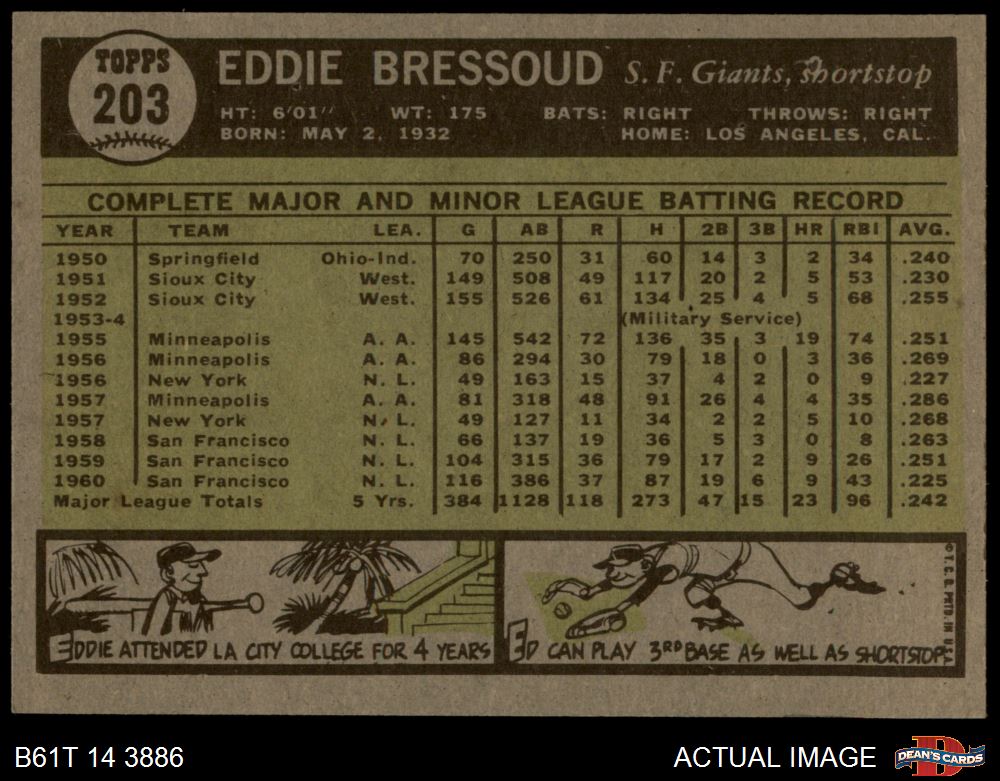 TOPPS
203
EDDIE BRESSOUD S. F. Giants, shortstop
HT: 6'01" WT: 175 BATS: RIGHT THROWS: RIGHT
BORN: MAY 2, 1932 HOME: LOS ANGELES, CAL.
COMPLETE MAJOR AND MINOR LEAGUE BATTING RECORD
YEAR TEAM LEA. G AB R H 2B 3B HR RBI AVG.
1950 Springfield Ohio-Ind. 70 250 31 60 14 3 2 34 .240
1951 Sioux City West. 149 508 49 117 20 2 5 53 .230
1952 Sioux City West. 155 526 61 134 25 4 5 68 .255
1953-4 (Military Service)
1955 Minneapolis A. A. 145 542 72 136 35 3 19 74 .251
1956 Minneapolis A. A. 86 294 30 79 18 0 3 36 .269
1956 New York N. L. 49 163 15 37 4 2 0 9 .227
1957 Minneapolis A. A. 81 318 48 91 26 4 4 35 .286
1957 New York N. L. 49 127 11 34 2 2 5 10 .268
1958 San Francisco N. L. 66 137 19 36 5 3 0 8 .263
1959 San Francisco N. L. 104 315 36 79 17 2 9 26 .251
1960 San Francisco N. L. 116 386 37 87 19 6 9 43 .225
Major League Totals 5 Yrs. 384 1128 118 273 47 15 23 96 .242
EDDIE ATTENDED LA CITY COLLEGE FOR 4 YEARS
ED CAN PLAY 3RD BASE AS WELL AS SHORTSTOP.
© T. C. G. PRTD. IN U.S.A.
B61T 14 3886
ACTUAL IMAGE
D
DEAN'S CARDS